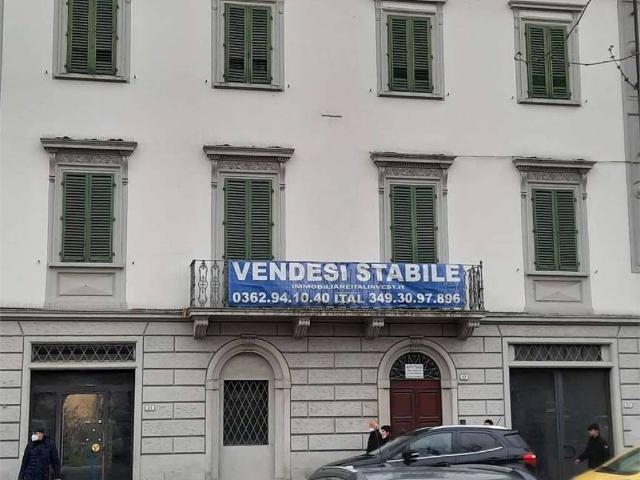 VENDESI STABILE
IMMOBILIAREITALINVEST.IT
0362.94.10.40 ITAL 349.30.97.896